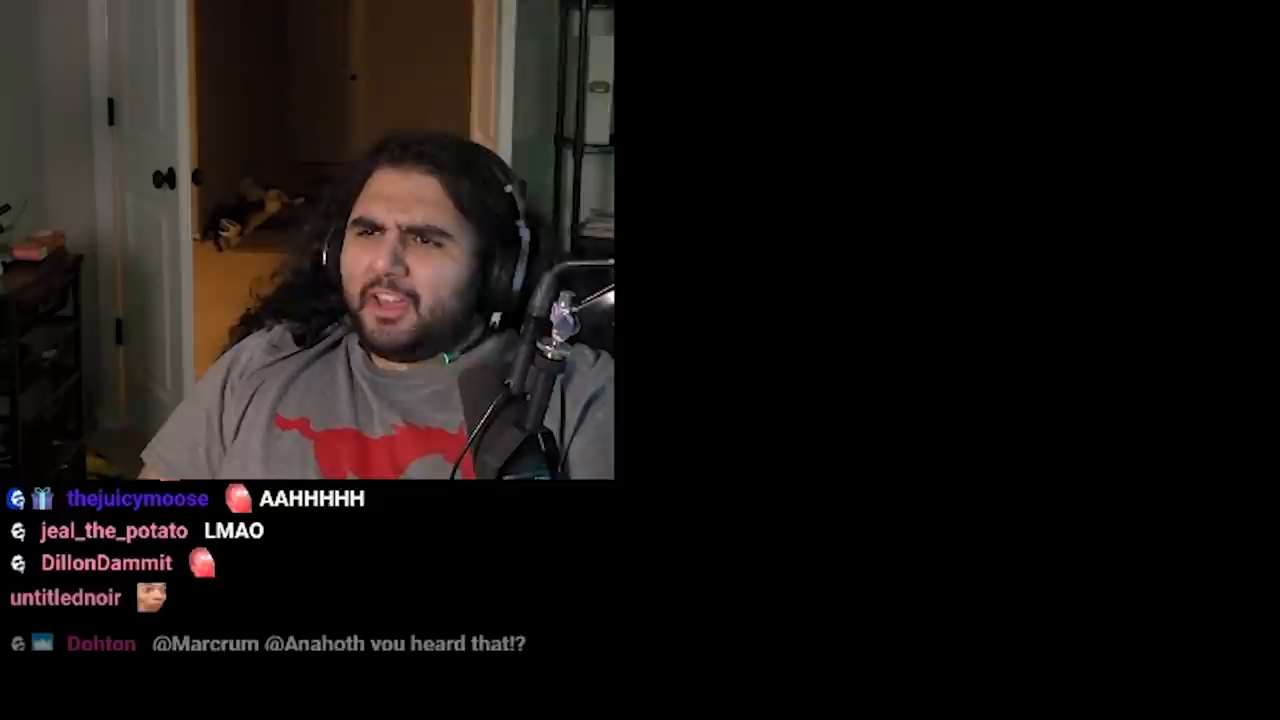 thejuicymoose AAHHHHH
jeal_the_potato LMAO
DillonDammit
untitlednoir
Dohton @Marcrum @Anahoth you heard that!?